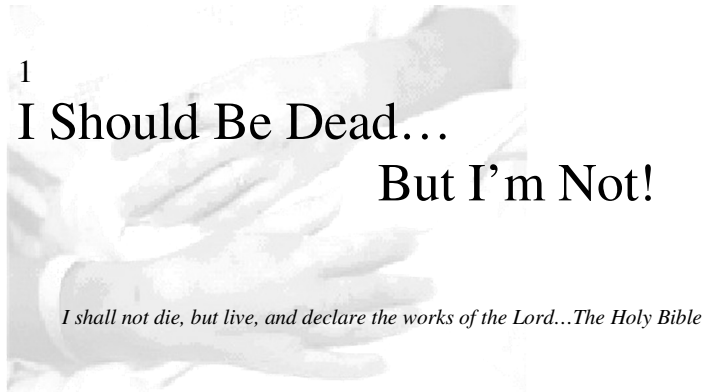 1
I Should Be Dead…
But I’m Not!
I shall not die, but live, and declare the works of the Lord…The Holy Bible